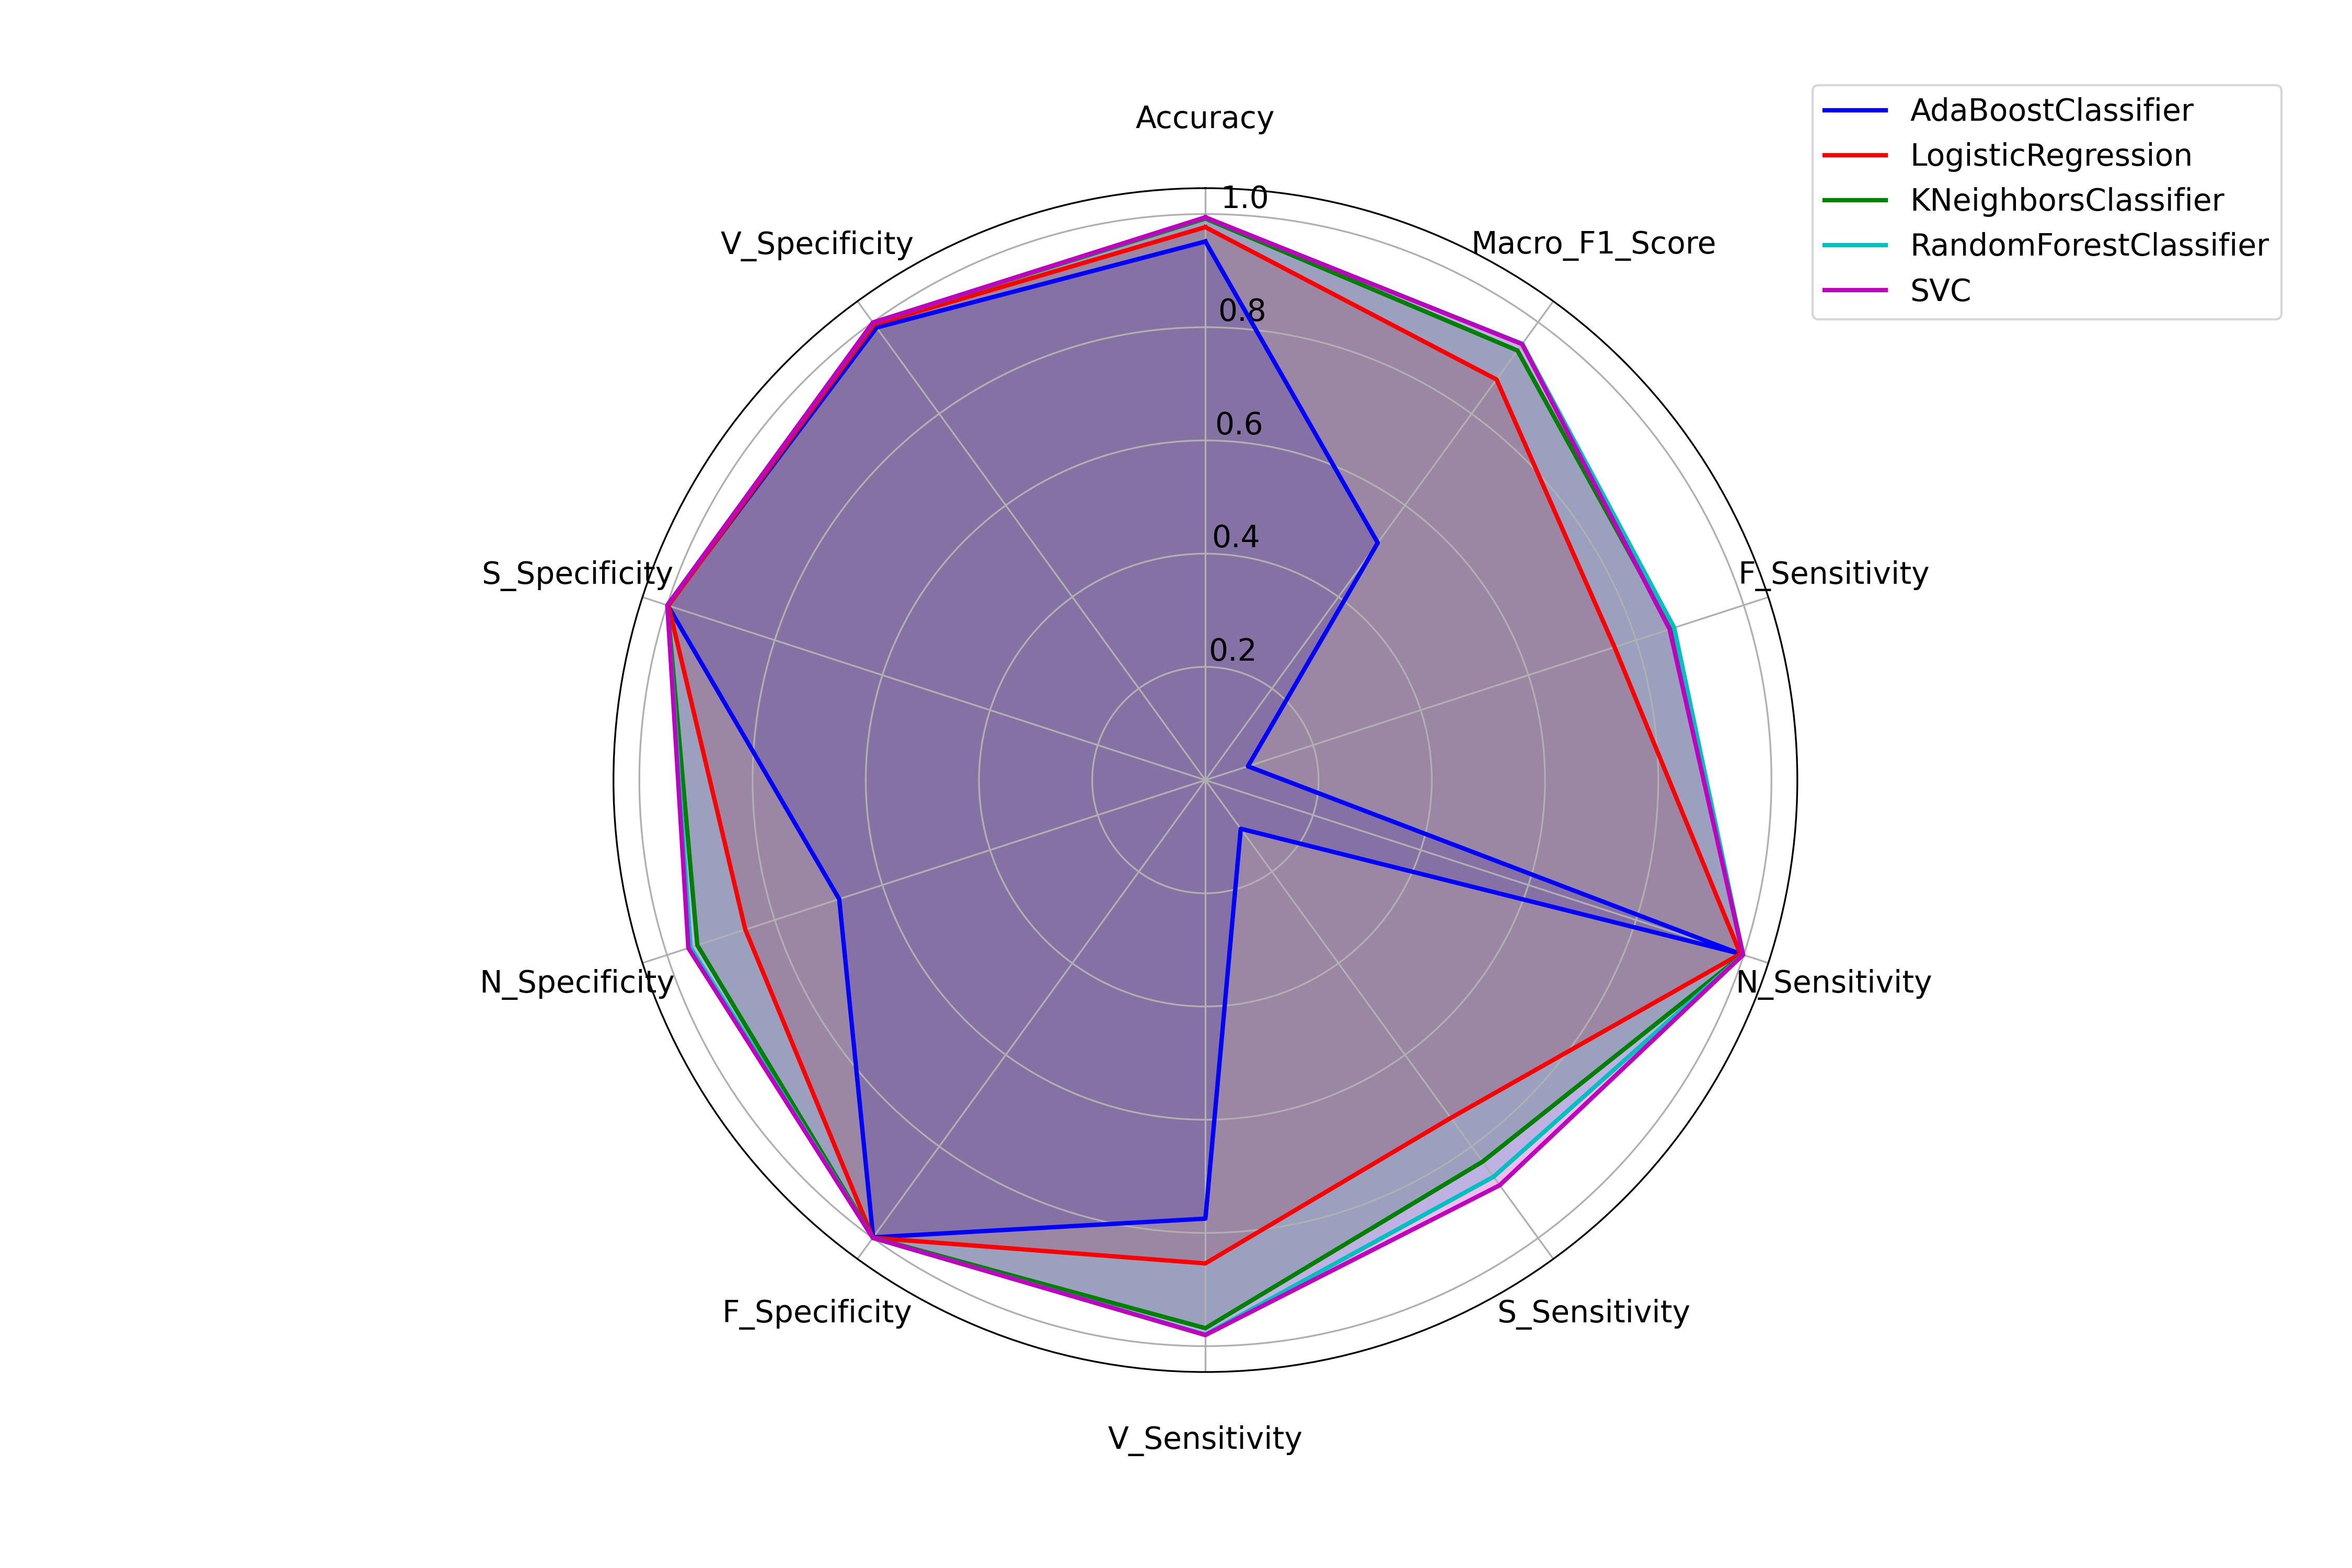 Accuracy
AdaBoostClassifier
LogisticRegression
KNeighborsClassifier
RandomForestClassifier
SVC
1.0
V_Specificity
Macro_F1_Score
0.8
0.6
0.4
S_Specificity
F_Sensitivity
0.2
N_Specificity
N_Sensitivity
F_Specificity
S_Sensitivity
V_Sensitivity